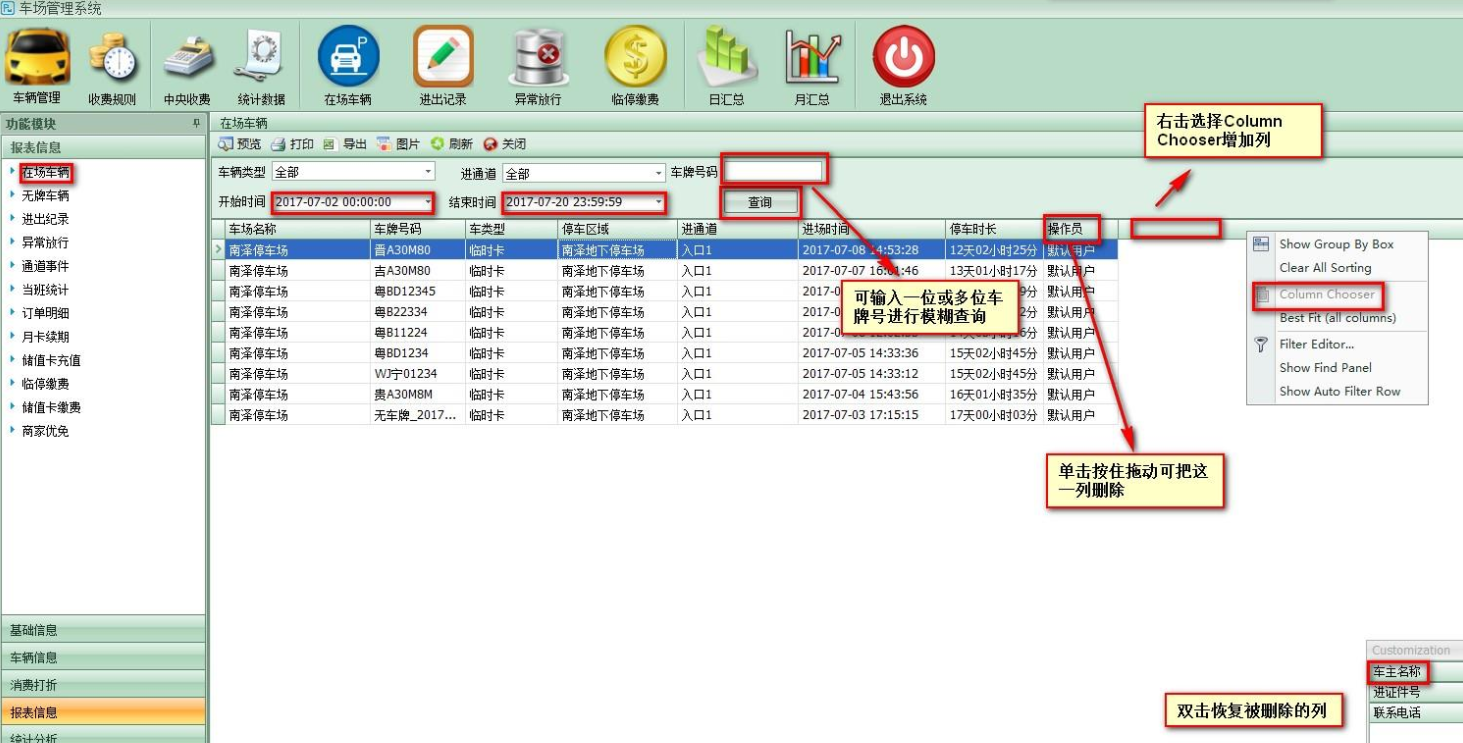 车场管理系统
车辆管理 收费规则 中央收费 统计数据 在场车辆 进出记录 异常放行 临停缴费 日汇总 月汇总 退出系统
功能模块
报表信息
在场车辆
无牌车辆
进出纪录
异常放行
通道事件
当班统计
订单明细
月卡续期
储值卡充值
临停缴费
储值卡缴费
商家优免
基础信息
车辆信息
消费打折
报表信息
统计分析
在场车辆
预览 打印 导出 图片 刷新 关闭
车辆类型 全部 进通道 全部 车牌号码
开始时间 2017-07-02 00:00:00 结束时间 2017-07-20 23:59:59 查询
车场名称 车牌号码 车类型 停车区域 进通道 进场时间 停车时长 操作员
南泽停车场 晋A30M80 临时卡 南泽地下停车场 入口1 2017-07-08 14:53:28 12天02小时25分 默认用户
南泽停车场 吉A30M80 临时卡 南泽地下停车场 入口1 2017-07-07 16:01:46 13天01小时17分 默认用户
南泽停车场 粤BD12345 临时卡 南泽地下停车场 入口1 2017-0 9分 默认用户
南泽停车场 粤B22334 临时卡 南泽地下停车场 入口1 2017-0 2分 默认用户
南泽停车场 粤B11224 临时卡 南泽地下停车场 入口1 2017-0 6分 默认用户
南泽停车场 粤BD1234 临时卡 南泽地下停车场 入口1 2017-07-05 14:33:36 15天02小时45分 默认用户
南泽停车场 WJ宁01234 临时卡 南泽地下停车场 入口1 2017-07-05 14:33:12 15天02小时45分 默认用户
南泽停车场 贵A30M8M 临时卡 南泽地下停车场 入口1 2017-07-04 15:43:56 16天01小时35分 默认用户
南泽停车场 无车牌_2017... 临时卡 南泽地下停车场 入口1 2017-07-03 17:15:15 17天00小时03分 默认用户
右击选择Column
Chooser增加列
Show Group By Box
Clear All Sorting
Column Chooser
Best Fit (all columns)
Filter Editor...
Show Find Panel
Show Auto Filter Row
可输入一位或多位车
牌号进行模糊查询
单击按住拖动可把这
一列删除
双击恢复被删除的列
Customization
车主名称
进证件号
联系电话